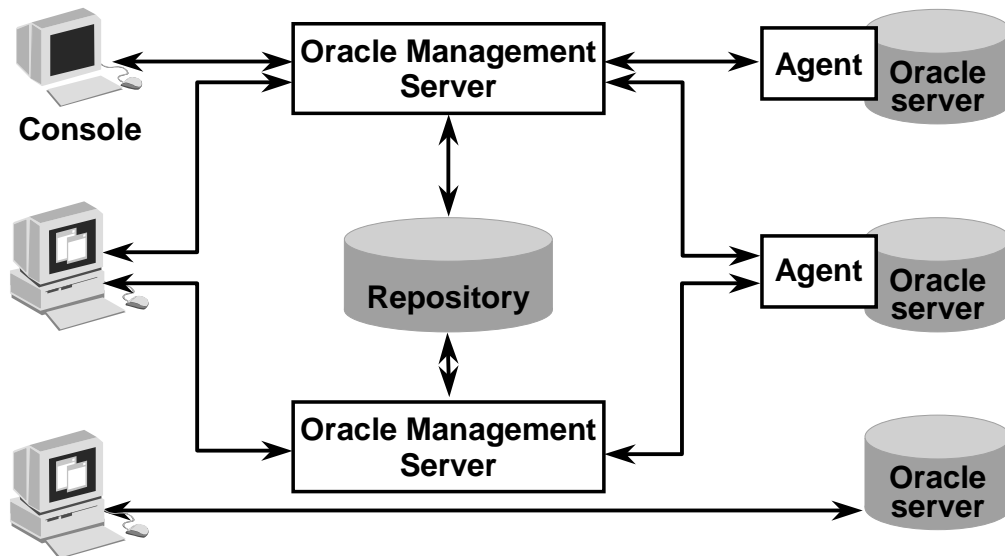 Oracle Management
Server
Agent
Oracle
server
Console
Repository
Agent
Oracle
server
Oracle Management
Server
Oracle
server